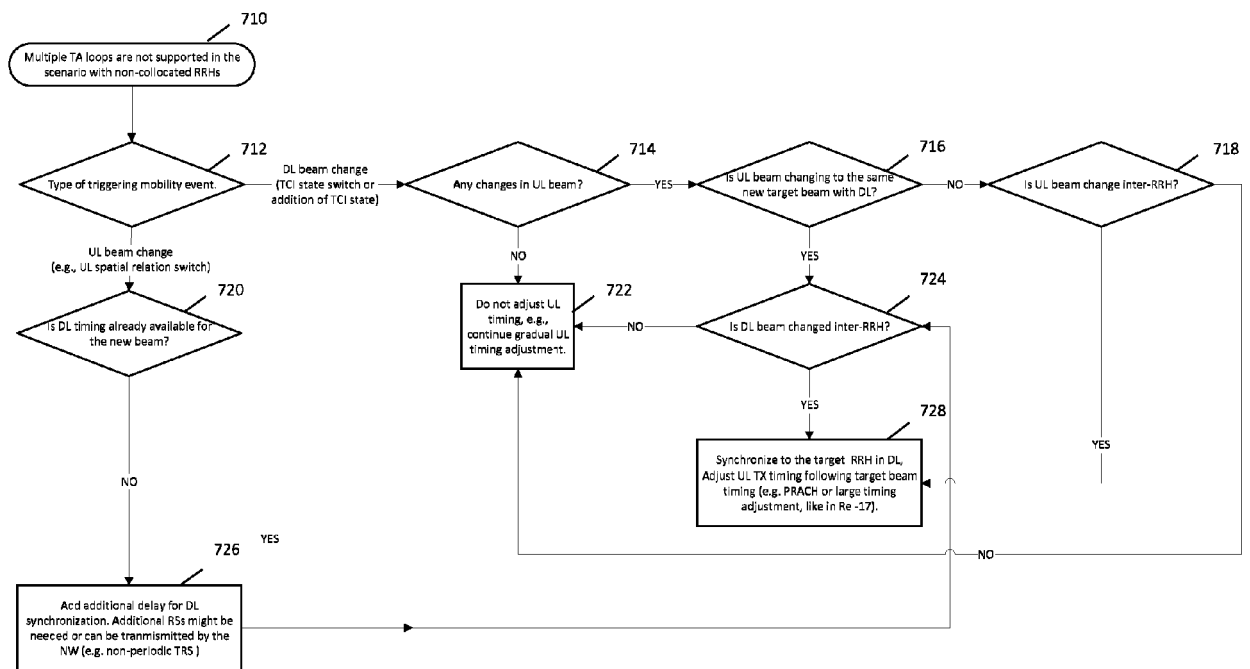 710
Multiple TA loops are not supported in the
scenario with non-collocated RRHs
712
Type of triggering mobility event.
DL beam change
(TCI state switch or
addition of TCI state)
714
Any changes in UL beam?
YES
716
Is UL beam changing to the same
new target beam with DL?
NO
718
Is UL beam change inter-RRH?
UL beam change
(e.g., UL spatial relation switch)
NO
YES
720
Is DL timing already available for
the new beam?
722
Do not adjust UL
timing, e.g.,
continue gradual UL
timing adjustment.
NO
724
Is DL beam changed inter-RRH?
YES
728
Synchronize to the target RRH in DL,
Adjust UL TX timing following target beam
timing (e.g. PRACH or large timing
adjustment, like in Re -17).
YES
NO
NO
726
YES
Acd additional delay for DL
synchronization. Additional RSs might be
needed or can be tranmismitted by the
NW (e.g. non-periodic TRS )